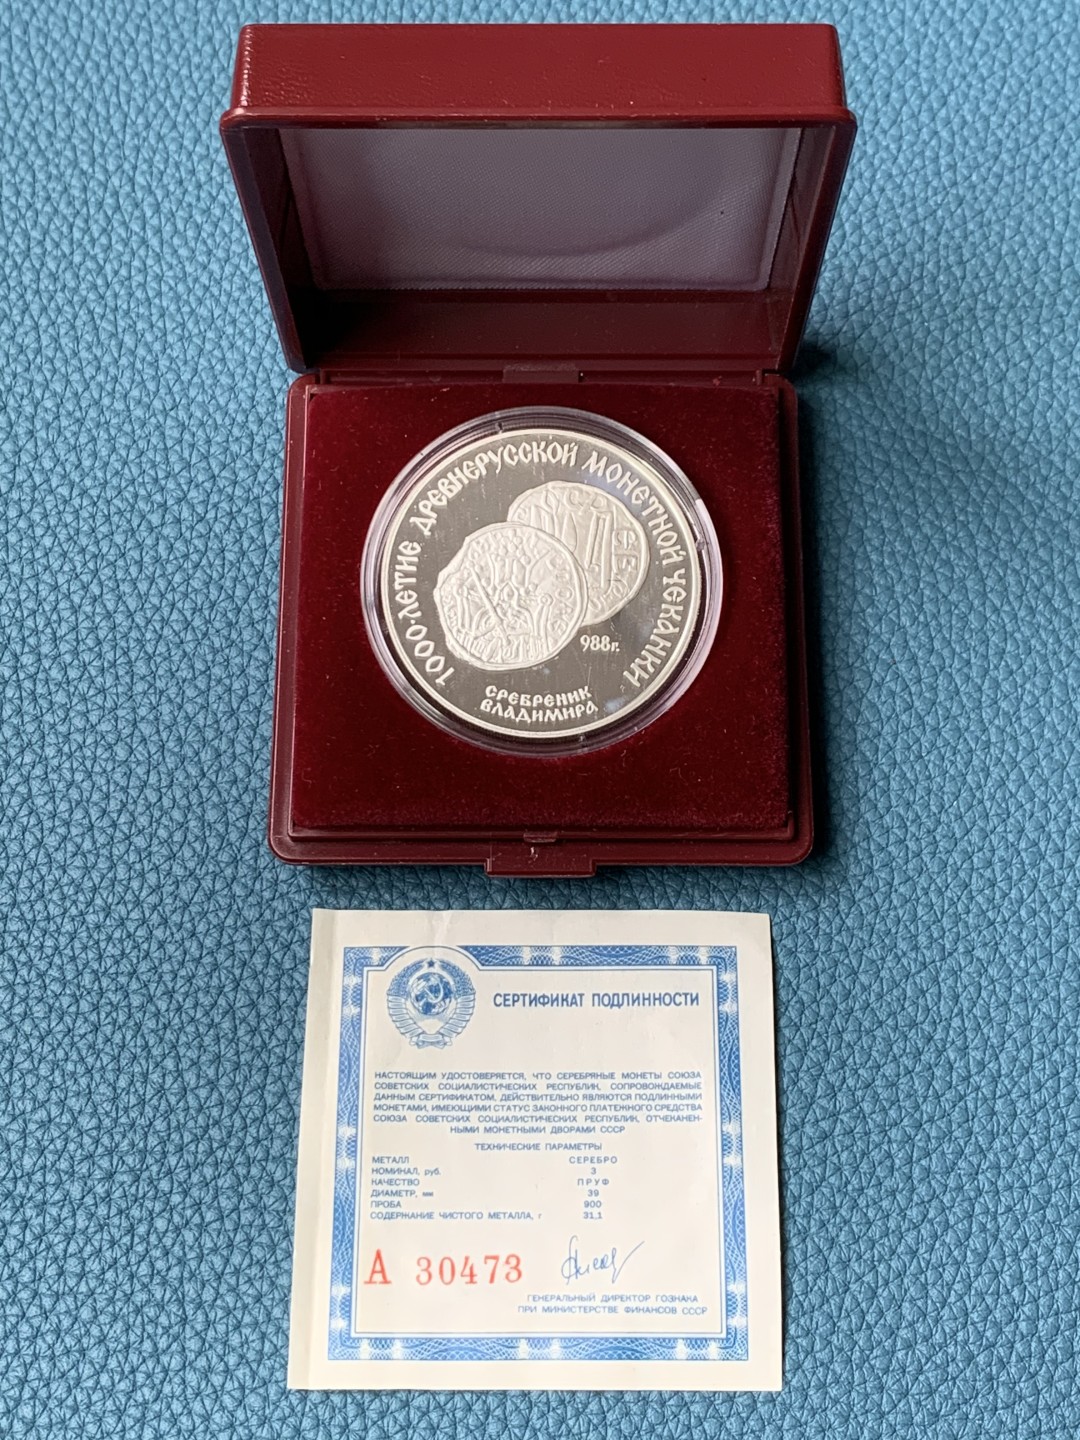 1000-ЛЕТИЕ ДРЕВНЕРУССКОЙ МОНЕТНОЙ ЧЕКАНКИ
988г.
СРЕБРЕНИК
ВЛАДИМИРА
СЕРТИФИКАТ ПОДЛИННОСТИ
НАСТОЯЩИМ УДОСТОВЕРЯЕТСЯ, ЧТО СЕРЕБРЯНЫЕ МОНЕТЫ СОЮЗА
СОВЕТСКИХ СОЦИАЛИСТИЧЕСКИХ РЕСПУБЛИК, СОПРОВОЖДАЕМЫЕ
ДАННЫМ СЕРТИФИКАТОМ, ДЕЙСТВИТЕЛЬНО ЯВЛЯЮТСЯ ПОДЛИННЫМИ
МОНЕТАМИ, ИМЕЮЩИМИ СТАТУС ЗАКОННОГО ПЛАТЕЖНОГО СРЕДСТВА
СОЮЗА СОВЕТСКИХ СОЦИАЛИСТИЧЕСКИХ РЕСПУБЛИК, ОТЧЕКАНЕН-
НЫМИ МОНЕТНЫМИ ДВОРАМИ СССР
ТЕХНИЧЕСКИЕ ПАРАМЕТРЫ
МЕТАЛЛ СЕРЕБРО
НОМИНАЛ, руб. 3
КАЧЕСТВО ПРУФ
ДИАМЕТР, мм 39
ПРОБА 900
СОДЕРЖАНИЕ ЧИСТОГО МЕТАЛЛА, г 31,1
А 30473
ГЕНЕРАЛЬНЫЙ ДИРЕКТОР ГОЗНАКА
ПРИ МИНИСТЕРСТВЕ ФИНАНСОВ СССР